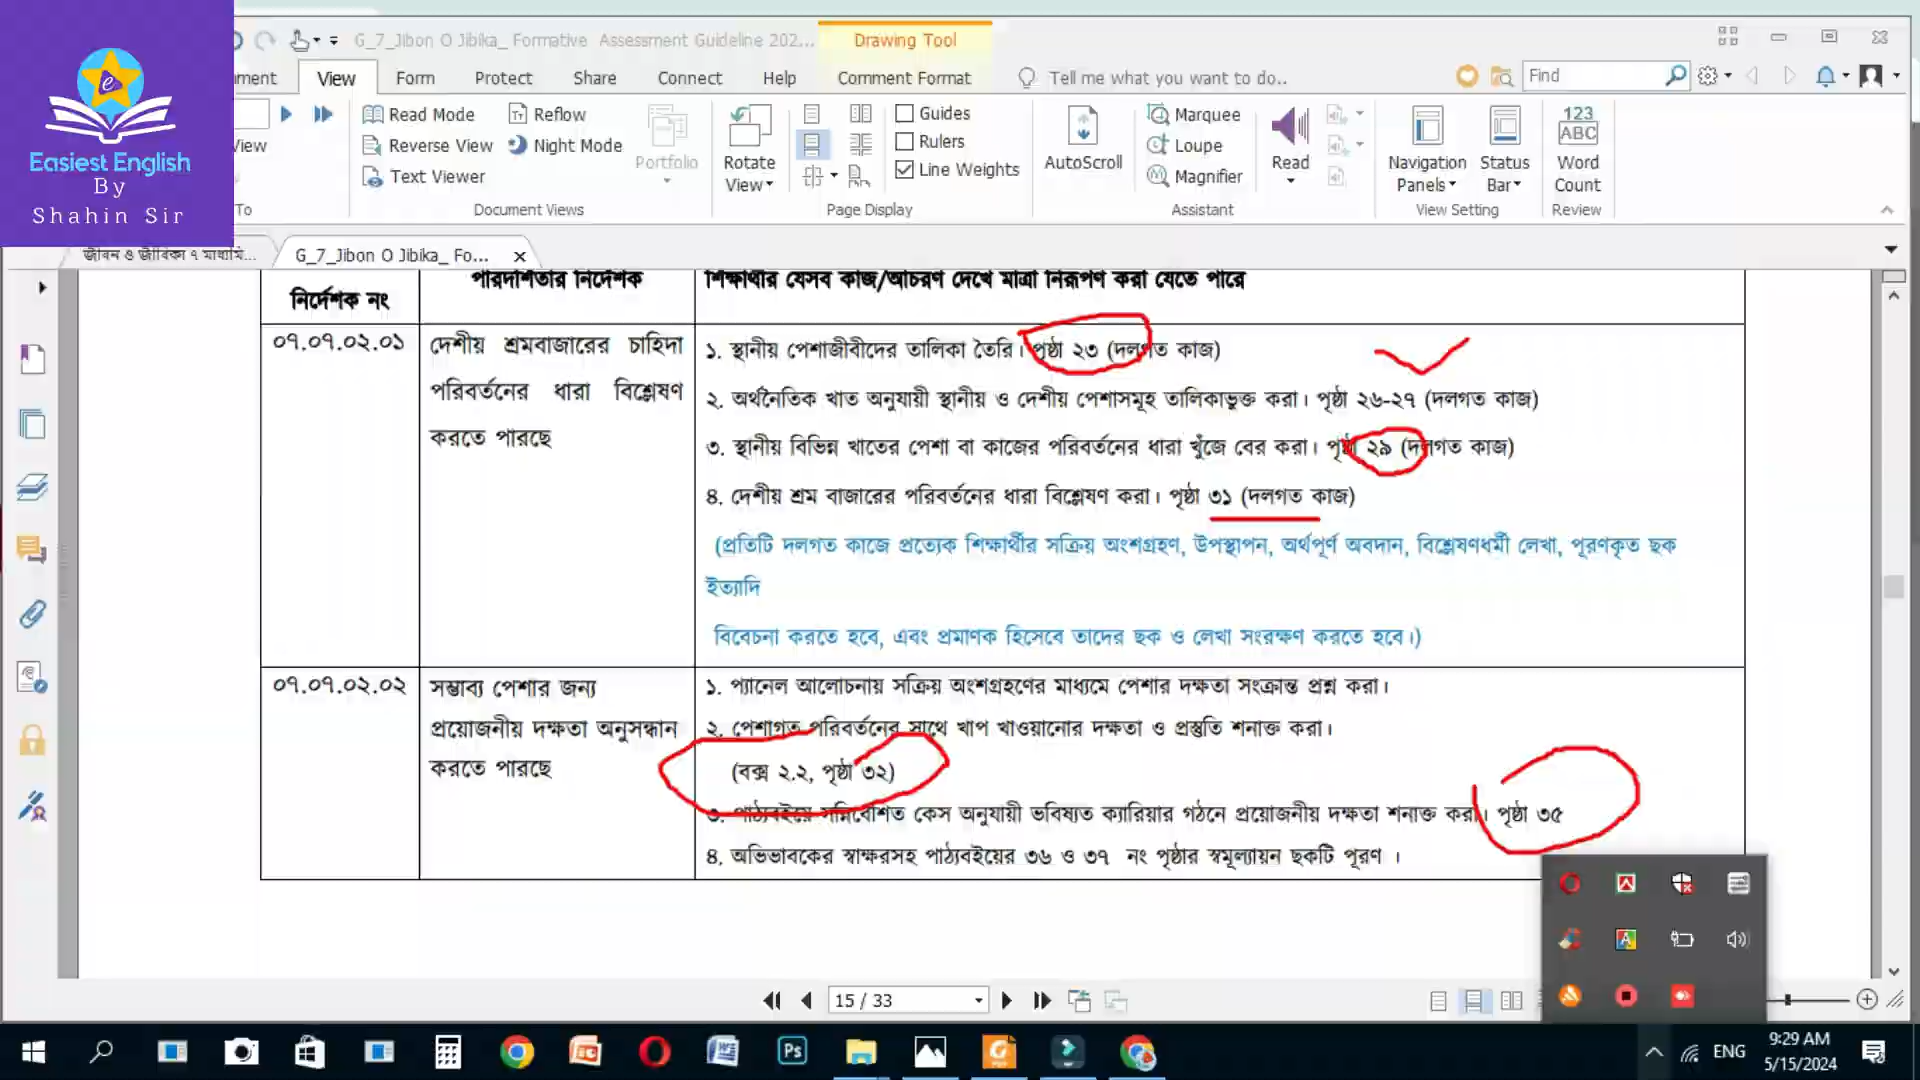 G_7_Jibon O Jibika_ Formative Assessment Guideline 202...
Drawing Tool
ment View Form Protect Share Connect Help Comment Format Tell me what you want to do.. Find
Read Mode Reflow Guides Marquee 123
Reverse View Night Mode Rulers Loupe ABC
Text Viewer Portfolio Rotate View Line Weights AutoScroll Magnifier Read Navigation Panels Status Bar Word Count
To Document Views Page Display Assistant View Setting Review
e
Easiest English
By
Shahin Sir
জীবন ও জীবিকা ৭ মাধ্যমি...
G_7_Jibon O Jibika_ Fo...
নির্দেশক নং
পারদর্শিতার নির্দেশক
শিক্ষার্থীর যেসব কাজ/আচরণ দেখে মাত্রা নিরূপণ করা যেতে পারে
০৭.০৭.০২.০১
দেশীয় শ্রমবাজারের চাহিদা
পরিবর্তনের ধারা বিশ্লেষণ
করতে পারছে
১. স্থানীয় পেশাজীবীদের তালিকা তৈরি। পৃষ্ঠা ২৩ (দলগত কাজ)
২. অর্থনৈতিক খাত অনুযায়ী স্থানীয় ও দেশীয় পেশাসমূহ তালিকাভুক্ত করা। পৃষ্ঠা ২৬-২৭ (দলগত কাজ)
৩. স্থানীয় বিভিন্ন খাতের পেশা বা কাজের পরিবর্তনের ধারা খুঁজে বের করা। পৃষ্ঠা ২৯ (দলগত কাজ)
৪. দেশীয় শ্রম বাজারের পরিবর্তনের ধারা বিশ্লেষণ করা। পৃষ্ঠা ৩১ (দলগত কাজ)
(প্রতিটি দলগত কাজে প্রত্যেক শিক্ষার্থীর সক্রিয় অংশগ্রহণ, উপস্থাপন, অর্থপূর্ণ অবদান, বিশ্লেষণধর্মী লেখা, পূরণকৃত ছক
ইত্যাদি
বিবেচনা করতে হবে, এবং প্রমাণক হিসেবে তাদের ছক ও লেখা সংরক্ষণ করতে হবে।)
০৭.০৭.০২.০২
সম্ভাব্য পেশার জন্য
প্রয়োজনীয় দক্ষতা অনুসন্ধান
করতে পারছে
১. প্যানেল আলোচনায় সক্রিয় অংশগ্রহণের মাধ্যমে পেশার দক্ষতা সংক্রান্ত প্রশ্ন করা।
২. পেশাগত পরিবর্তনের সাথে খাপ খাওয়ানোর দক্ষতা ও প্রস্তুতি শনাক্ত করা।
(বক্স ২.২, পৃষ্ঠা ৩২)
৩. পাঠ্যবইয়ে সন্নিবেশিত কেস অনুযায়ী ভবিষ্যত ক্যারিয়ার গঠনে প্রয়োজনীয় দক্ষতা শনাক্ত করা। পৃষ্ঠা ৩৫
৪. অভিভাবকের স্বাক্ষরসহ পাঠ্যবইয়ের ৩৬ ও ৩৭ নং পৃষ্ঠার স্বমূল্যায়ন ছকটি পূরণ ।
15 / 33
ENG
9:29 AM
5/15/2024